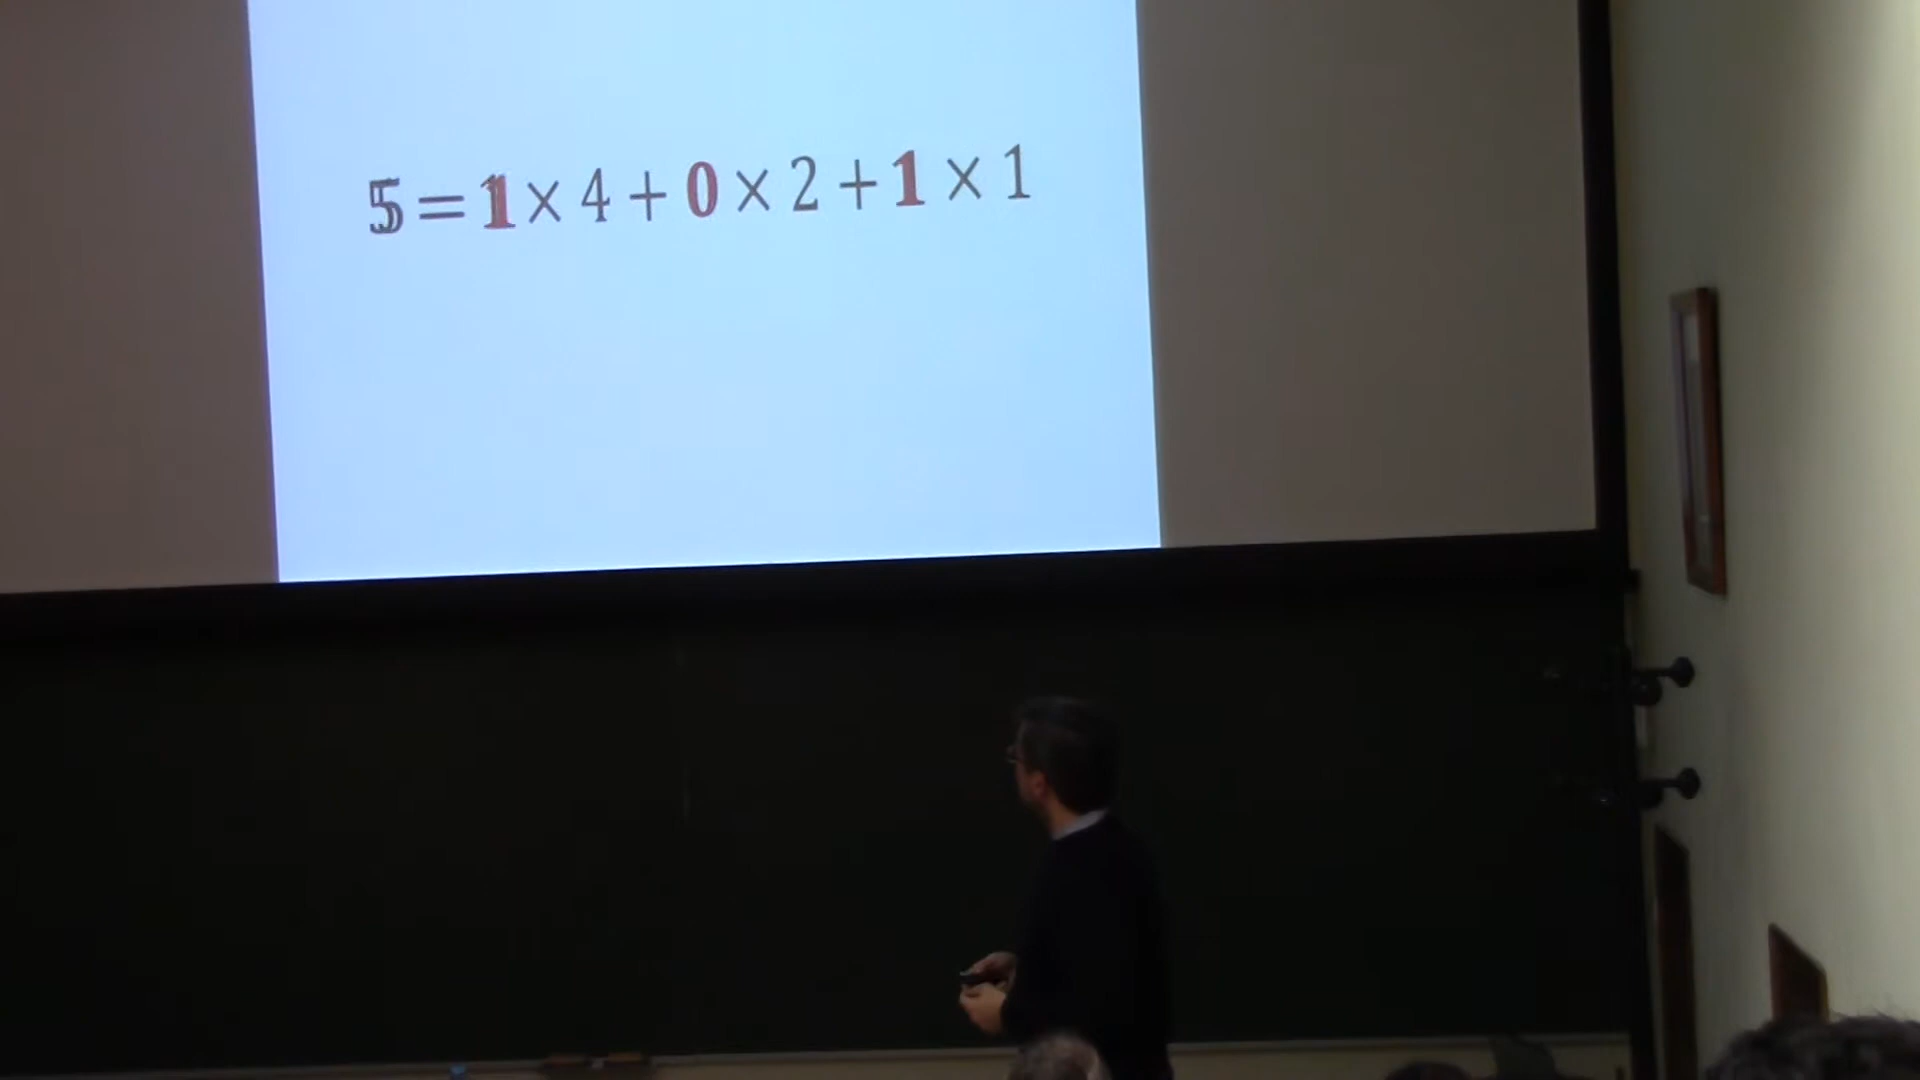 5 = 1 × 4 + 0 × 2 + 1 × 1